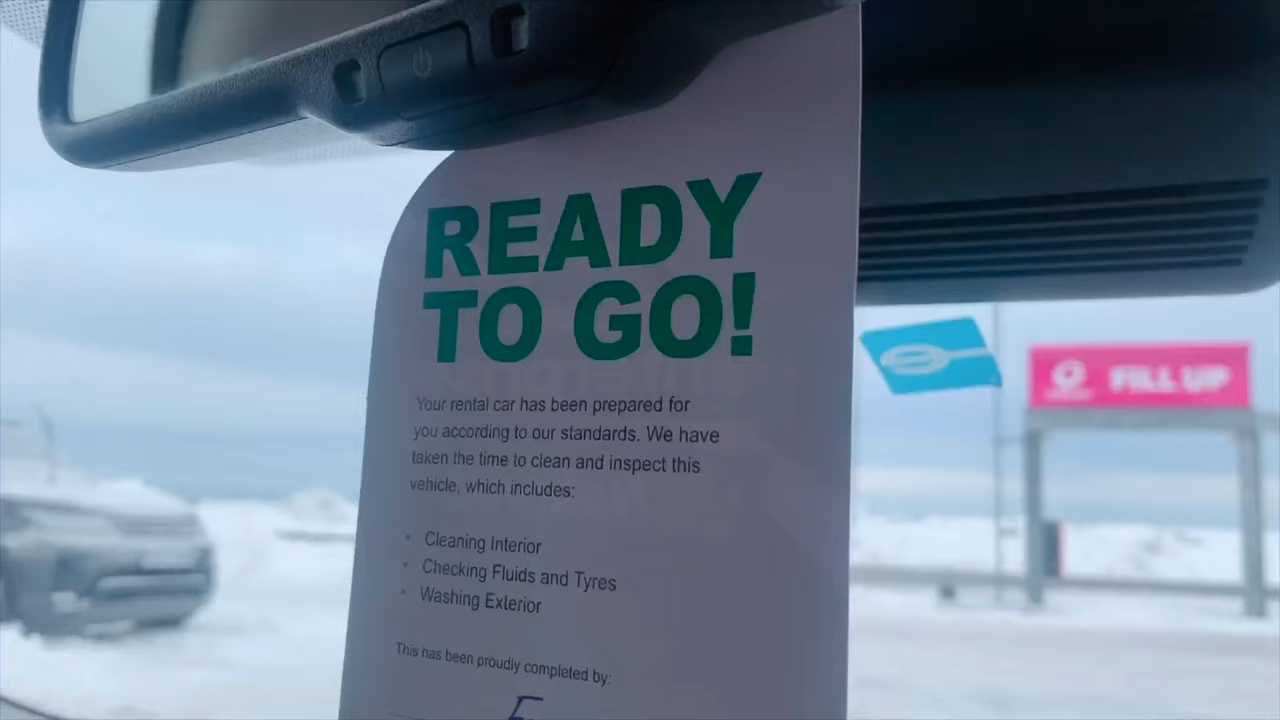 READY
TO GO!
Your rental car has been prepared for
you according to our standards. We have
taken the time to clean and inspect this
vehicle, which includes:
• Cleaning Interior
• Checking Fluids and Tyres
• Washing Exterior
This has been proudly completed by:
FILL UP